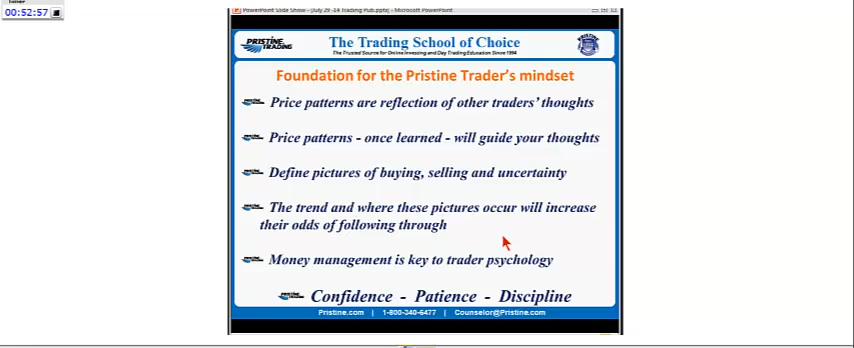 00:52:57
PowerPoint Slide Show - [July 29 -14 Trading Pub.pptx] - Microsoft PowerPoint
PRISTINE
TRADING
The Trading School of Choice
The Trusted Source for Online Investing and Day Trading Education Since 1994
Foundation for the Pristine Trader's mindset
Price patterns are reflection of other traders' thoughts
Price patterns - once learned - will guide your thoughts
Define pictures of buying, selling and uncertainty
The trend and where these pictures occur will increase
their odds of following through
Money management is key to trader psychology
Confidence - Patience - Discipline
Pristine.com | 1-800-340-6477 | Counselor@Pristine.com